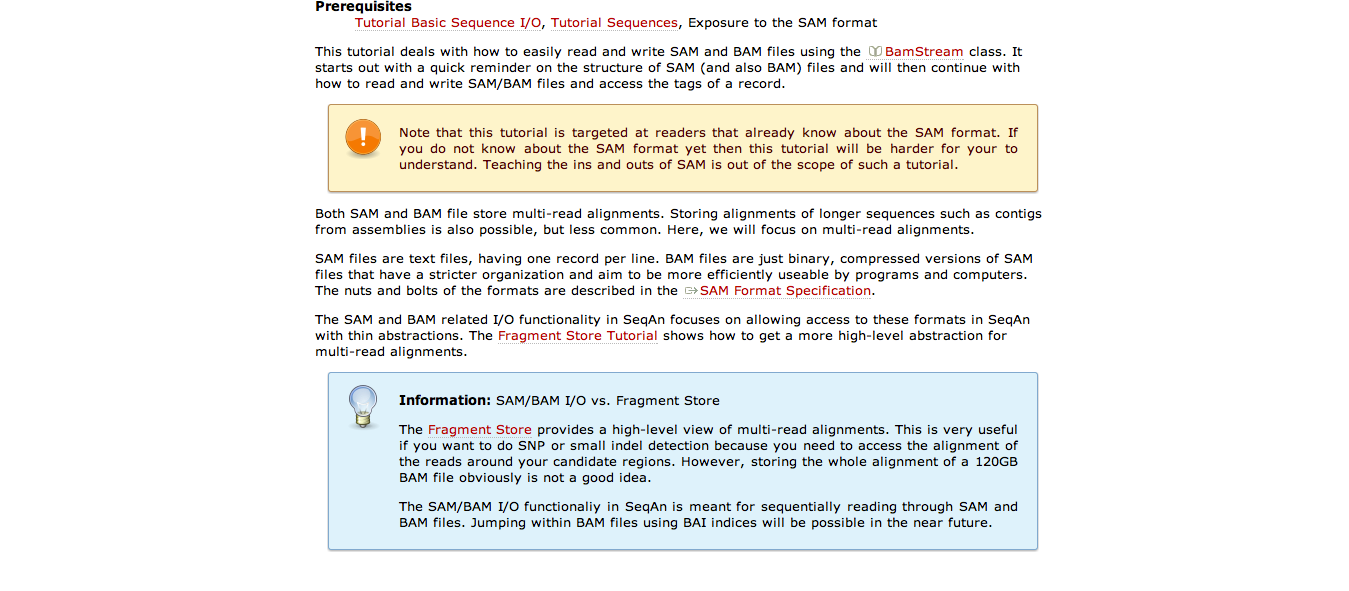 Prerequisites
Tutorial Basic Sequence I/O, Tutorial Sequences, Exposure to the SAM format
This tutorial deals with how to easily read and write SAM and BAM files using the BamStream class. It
starts out with a quick reminder on the structure of SAM (and also BAM) files and will then continue with
how to read and write SAM/BAM files and access the tags of a record.
Note that this tutorial is targeted at readers that already know about the SAM format. If
you do not know about the SAM format yet then this tutorial will be harder for your to
understand. Teaching the ins and outs of SAM is out of the scope of such a tutorial.
Both SAM and BAM file store multi-read alignments. Storing alignments of longer sequences such as contigs
from assemblies is also possible, but less common. Here, we will focus on multi-read alignments.
SAM files are text files, having one record per line. BAM files are just binary, compressed versions of SAM
files that have a stricter organization and aim to be more efficiently useable by programs and computers.
The nuts and bolts of the formats are described in the SAM Format Specification.
The SAM and BAM related I/O functionality in SeqAn focuses on allowing access to these formats in SeqAn
with thin abstractions. The Fragment Store Tutorial shows how to get a more high-level abstraction for
multi-read alignments.
Information: SAM/BAM I/O vs. Fragment Store
The Fragment Store provides a high-level view of multi-read alignments. This is very useful
if you want to do SNP or small indel detection because you need to access the alignment of
the reads around your candidate regions. However, storing the whole alignment of a 120GB
BAM file obviously is not a good idea.
The SAM/BAM I/O functionaliy in SeqAn is meant for sequentially reading through SAM and
BAM files. Jumping within BAM files using BAI indices will be possible in the near future.